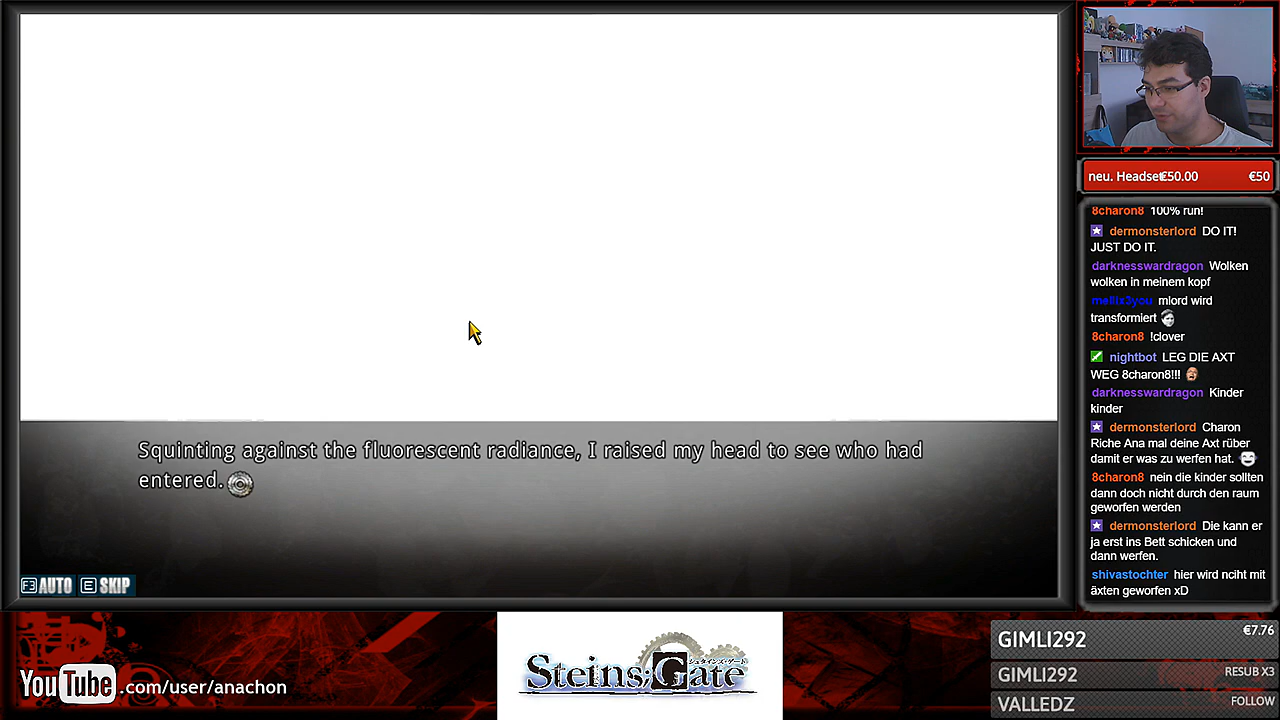 Squinting against the fluorescent radiance, I raised my head to see who had
entered.
F3 AUTO E SKIP
neu. Headset€50.00 €50
8charon8 100% run!
dermonsterlord DO IT!
JUST DO IT.
darknesswardragon Wolken
wolken in meinem kopf
mellix3you mlord wird
transformiert
8charon8 !clover
nightbot LEG DIE AXT
WEG 8charon8!!!
darknesswardragon Kinder
kinder
dermonsterlord Charon
Riche Ana mal deine Axt rüber
damit er was zu werfen hat.
8charon8 nein die kinder sollten
dann doch nicht durch den raum
geworfen werden
dermonsterlord Die kann er
ja erst ins Bett schicken und
dann werfen.
shivastochter hier wird nciht mit
äxten geworfen xD
YouTube.com/user/anachon
STEINS;GATE
GIMLI292 €7.76
GIMLI292 RESUB X3
VALLEDZ FOLLOW